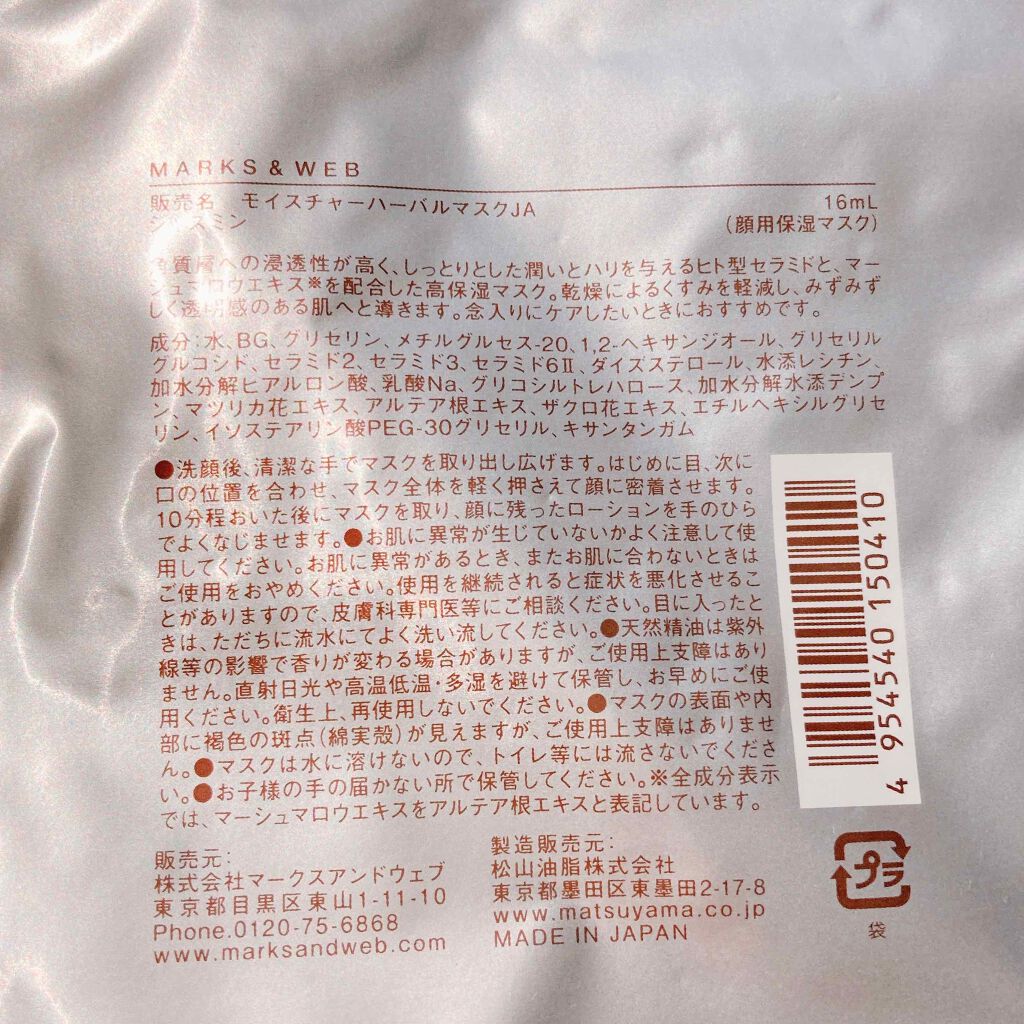 MARKS & WEB
販売名 モイスチャーハーバルマスクJA 16mL
ジャスミン (顔用保湿マスク)
角質層への浸透性が高く、しっとりとした潤いとハリを与えるヒト型セラミドと、マー
シュマロウエキス※を配合した高保湿マスク。乾燥によるくすみを軽減し、みずみず
しく透明感のある肌へと導きます。念入りにケアしたいときにおすすめです。
成分:水、BG、グリセリン、メチルグルセス-20、1,2-ヘキサンジオール、グリセリル
グルコシド、セラミド2、セラミド3、セラミド6Ⅱ、ダイズステロール、水添レシチン、
加水分解ヒアルロン酸、乳酸Na、グリコシルトレハロース、加水分解水添デンプ
ン、マツリカ花エキス、アルテア根エキス、ザクロ花エキス、エチルヘキシルグリセ
リン、イソステアリン酸PEG-30グリセリル、キサンタンガム
●洗顔後、清潔な手でマスクを取り出し広げます。はじめに目、次に
口の位置を合わせ、マスク全体を軽く押さえて顔に密着させます。
10分程おいた後にマスクを取り、顔に残ったローションを手のひら
でよくなじませます。●お肌に異常が生じていないかよく注意して使
用してください。お肌に異常があるとき、またお肌に合わないときは
ご使用をおやめください。使用を継続されると症状を悪化させるこ
とがありますので、皮膚科専門医等にご相談ください。目に入ったと
きは、ただちに流水にてよく洗い流してください。●天然精油は紫外
線等の影響で香りが変わる場合がありますが、ご使用上支障はあり
ません。直射日光や高温低温・多湿を避けて保管し、お早めにご使
用ください。衛生上、再使用しないでください。●マスクの表面や内
部に褐色の斑点(綿実殻)が見えますが、ご使用上支障はありませ
ん。●マスクは水に溶けないので、トイレ等には流さないでくださ
い。●お子様の手の届かない所で保管してください。※全成分表示
では、マーシュマロウエキスをアルテア根エキスと表記しています。
4 954540 150410
販売元:
株式会社マークスアンドウェブ
東京都目黒区東山1-11-10
Phone.0120-75-6868
www.marksandweb.com
製造販売元:
松山油脂株式会社
東京都墨田区東墨田2-17-8
www.matsuyama.co.jp
MADE IN JAPAN
プラ
袋